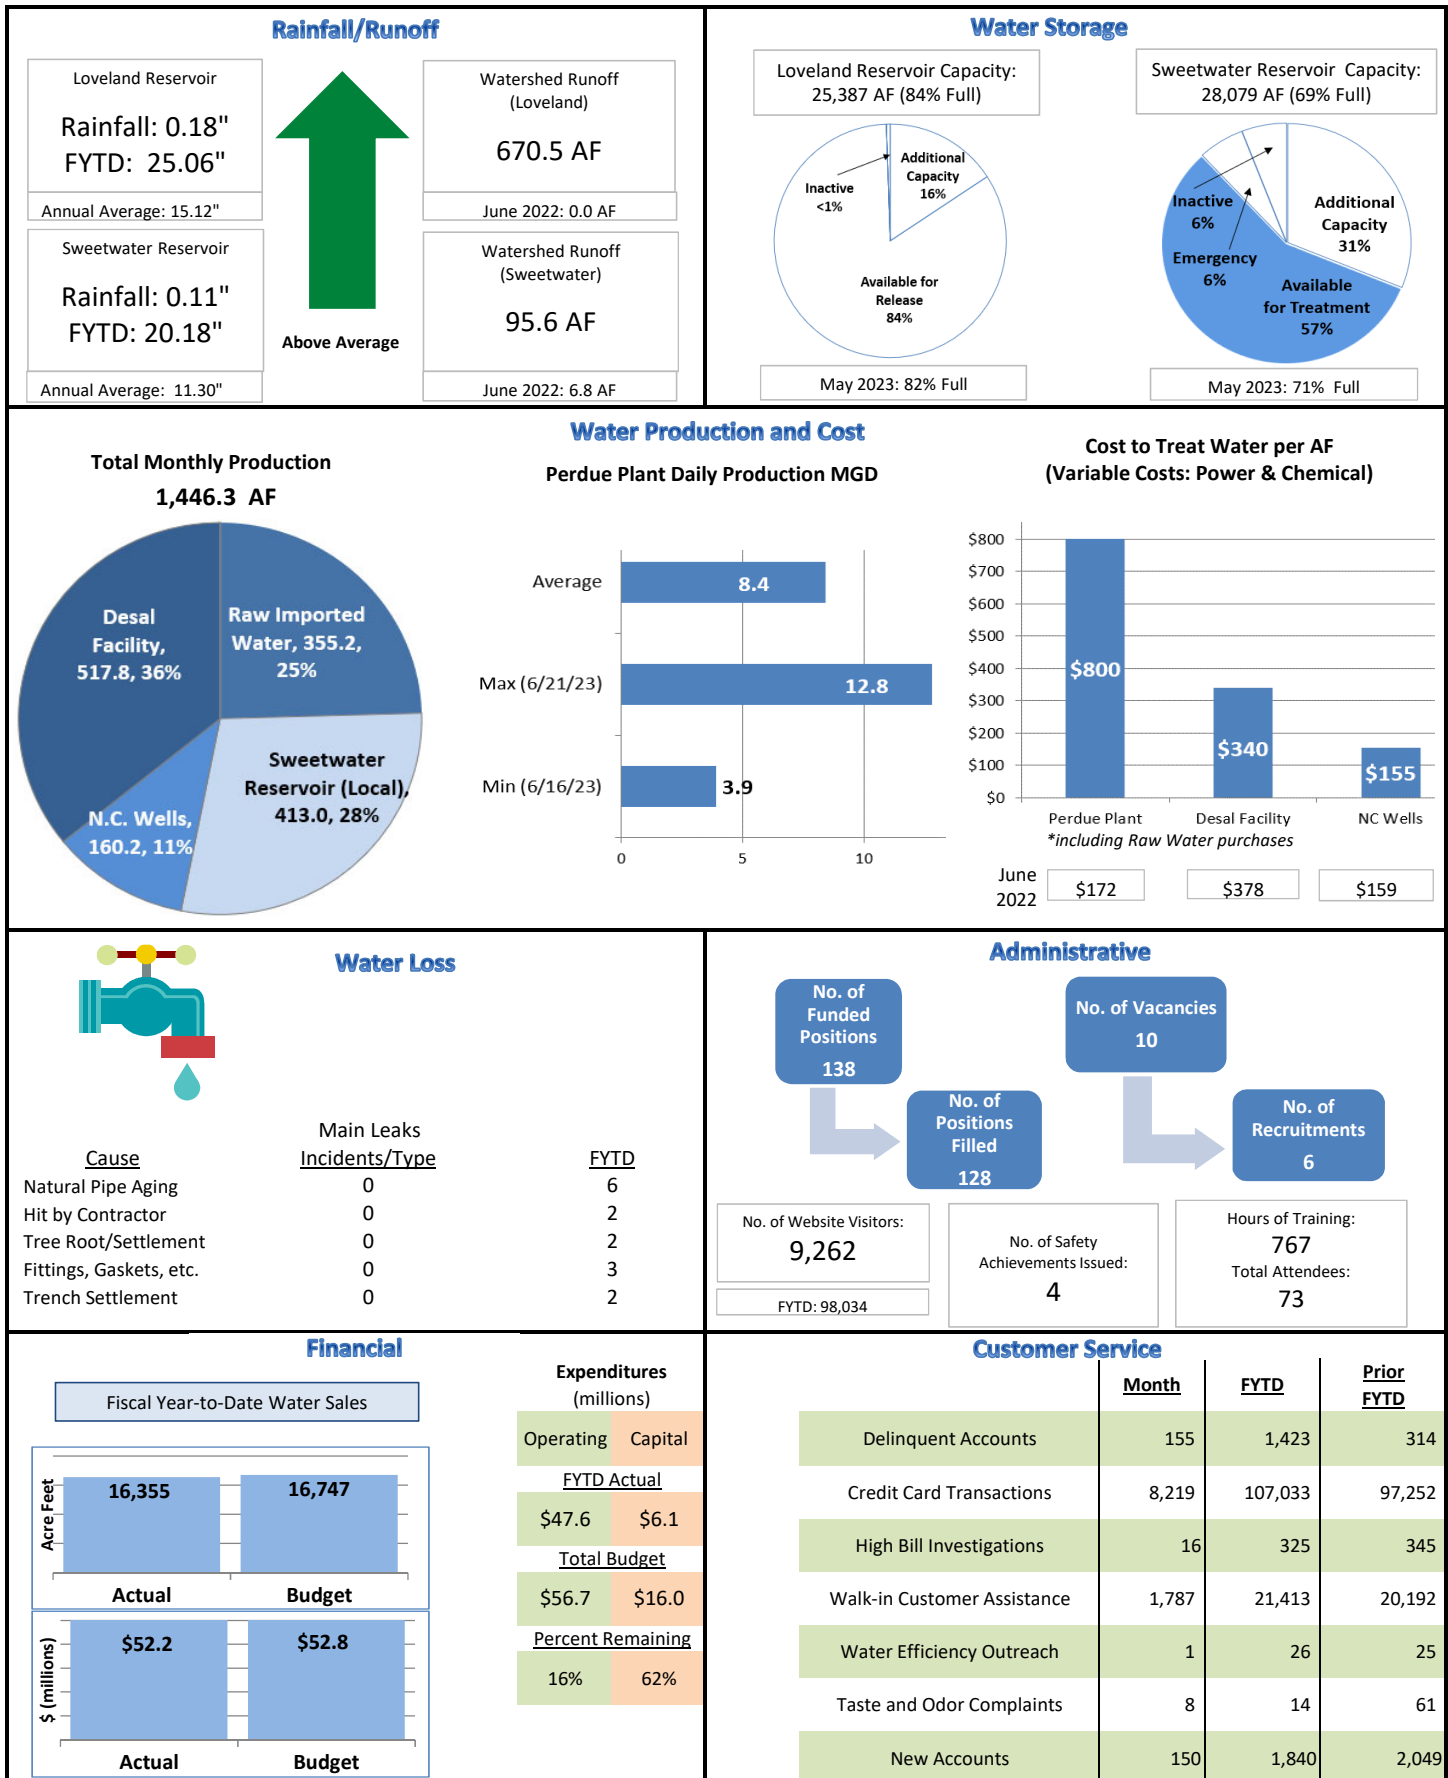 Rainfall/Runoff
Loveland Reservoir
Rainfall: 0.18"
FYTD: 25.06"
Annual Average: 15.12"
Sweetwater Reservoir
Rainfall: 0.11"
FYTD: 20.18"
Annual Average: 11.30"
Above Average
Watershed Runoff
(Loveland)
670.5 AF
June 2022: 0.0 AF
Watershed Runoff
(Sweetwater)
95.6 AF
June 2022: 6.8 AF
Water Storage
Loveland Reservoir Capacity:
25,387 AF (84% Full)
Additional
Capacity
16%
Inactive
<1%
Available for
Release
84%
May 2023: 82% Full
Sweetwater Reservoir Capacity:
28,079 AF (69% Full)
Inactive
6%
Emergency
6%
Additional
Capacity
31%
Available
for Treatment
57%
May 2023: 71% Full
Water Production and Cost
Total Monthly Production
1,446.3 AF
Desal
Facility,
517.8, 36%
Raw Imported
Water, 355.2,
25%
Sweetwater
Reservoir (Local),
413.0, 28%
N.C. Wells,
160.2, 11%
Perdue Plant Daily Production MGD
Average
8.4
Max (6/21/23)
12.8
Min (6/16/23)
3.9
0 5 10
Cost to Treat Water per AF
(Variable Costs: Power & Chemical)
$800
$700
$600
$500
$400
$300
$200
$100
$0
$800
$340
$155
Perdue Plant Desal Facility NC Wells
*including Raw Water purchases
June
2022
$172 $378 $159
Water Loss
Main Leaks
Cause Incidents/Type FYTD
Natural Pipe Aging 0 6
Hit by Contractor 0 2
Tree Root/Settlement 0 2
Fittings, Gaskets, etc. 0 3
Trench Settlement 0 2
Administrative
No. of
Funded
Positions
138
No. of
Positions
Filled
128
No. of Vacancies
10
No. of
Recruitments
6
No. of Website Visitors:
9,262
FYTD: 98,034
No. of Safety
Achievements Issued:
4
Hours of Training:
767
Total Attendees:
73
Financial
Fiscal Year-to-Date Water Sales
Acre Feet
16,355 16,747
Actual Budget
$ (millions)
$52.2 $52.8
Actual Budget
Expenditures
(millions)
Operating Capital
FYTD Actual
$47.6 $6.1
Total Budget
$56.7 $16.0
Percent Remaining
16% 62%
Customer Service
Month FYTD Prior
FYTD
Delinquent Accounts 155 1,423 314
Credit Card Transactions 8,219 107,033 97,252
High Bill Investigations 16 325 345
Walk-in Customer Assistance 1,787 21,413 20,192
Water Efficiency Outreach 1 26 25
Taste and Odor Complaints 8 14 61
New Accounts 150 1,840 2,049